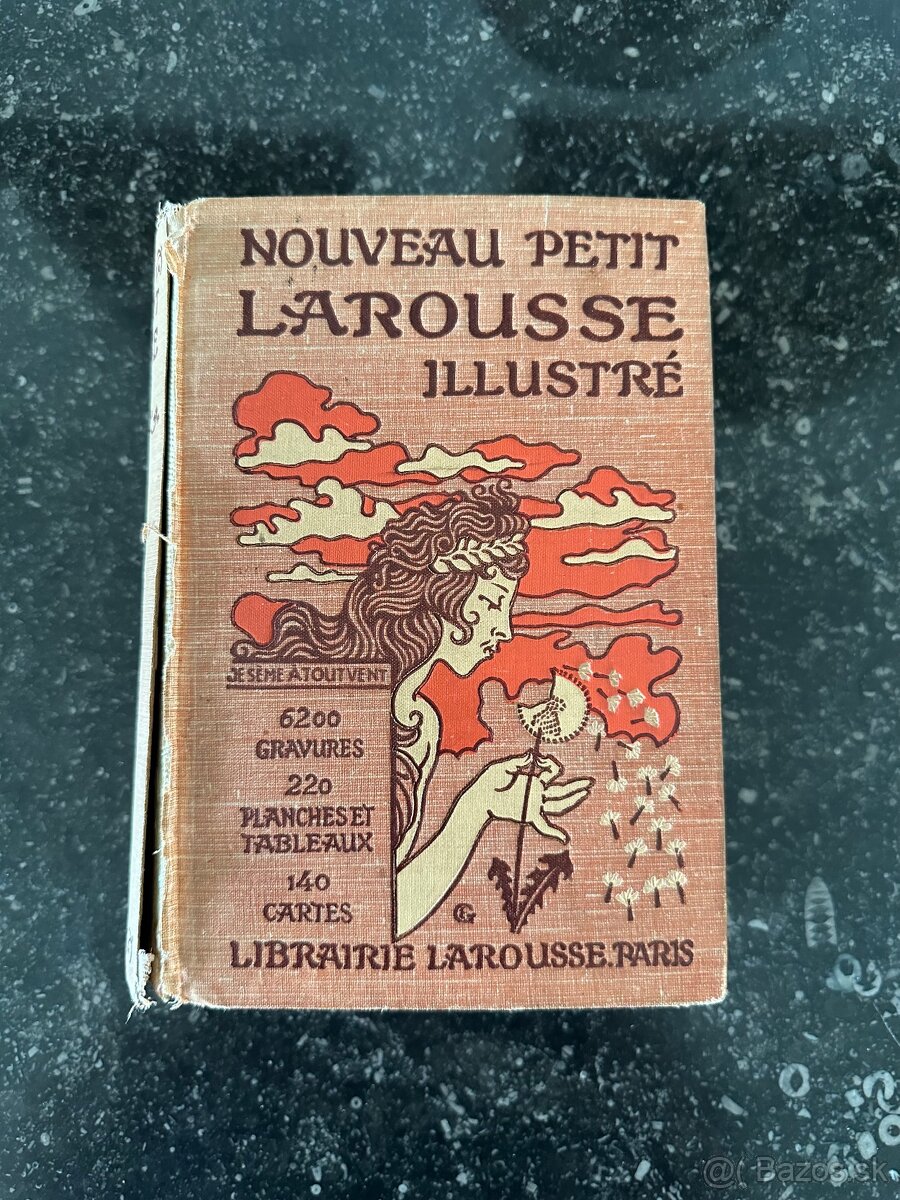 NOUVEAU PETIT
LAROUSSE
ILLUSTRÉ
JE SÈME À TOUT VENT
6200
GRAVURES
220
PLANCHES ET
TABLEAUX
140
CARTES
G
LIBRAIRIE LAROUSSE.PARIS
@ Bazos.sk